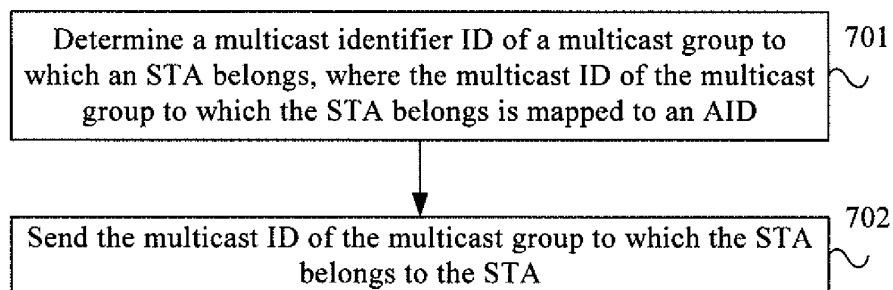 Determine a multicast identifier ID of a multicast group to
which an STA belongs, where the multicast ID of the multicast
group to which the STA belongs is mapped to an AID
701
Send the multicast ID of the multicast group to which the STA
belongs to the STA
702